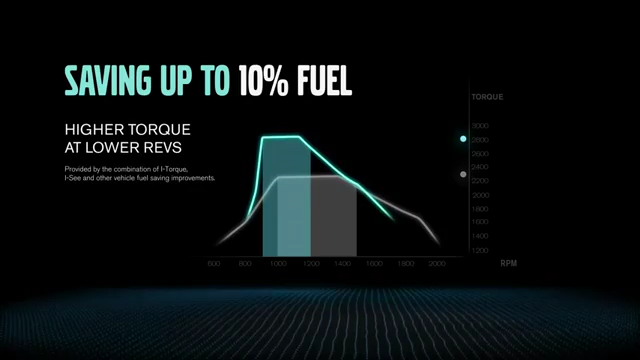 SAVING UP TO 10% FUEL
HIGHER TORQUE
AT LOWER REVS
Provided by the combination of I-Torque,
I-See and other vehicle fuel saving improvements.
TORQUE
3000
2800
2600
2400
2200
2000
1800
1600
1400
1200
600 800 1000 1200 1400 1600 1800 2000 RPM